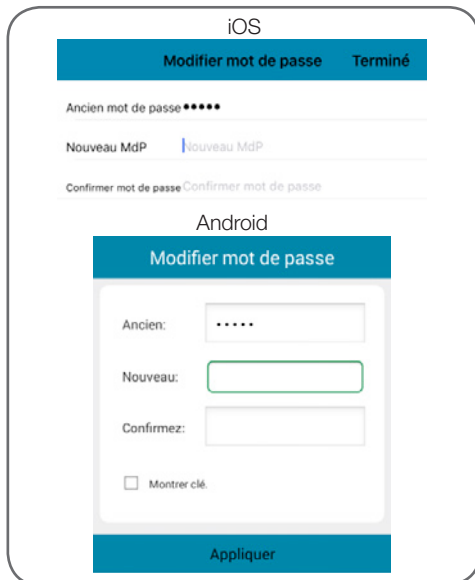 iOS
Modifier mot de passe Terminé
Ancien mot de passe •••••
Nouveau MdP Nouveau MdP
Confirmer mot de passe Confirmer mot de passe
Android
Modifier mot de passe
Ancien: •••••
Nouveau:
Confirmez:
Montrer clé.
Appliquer